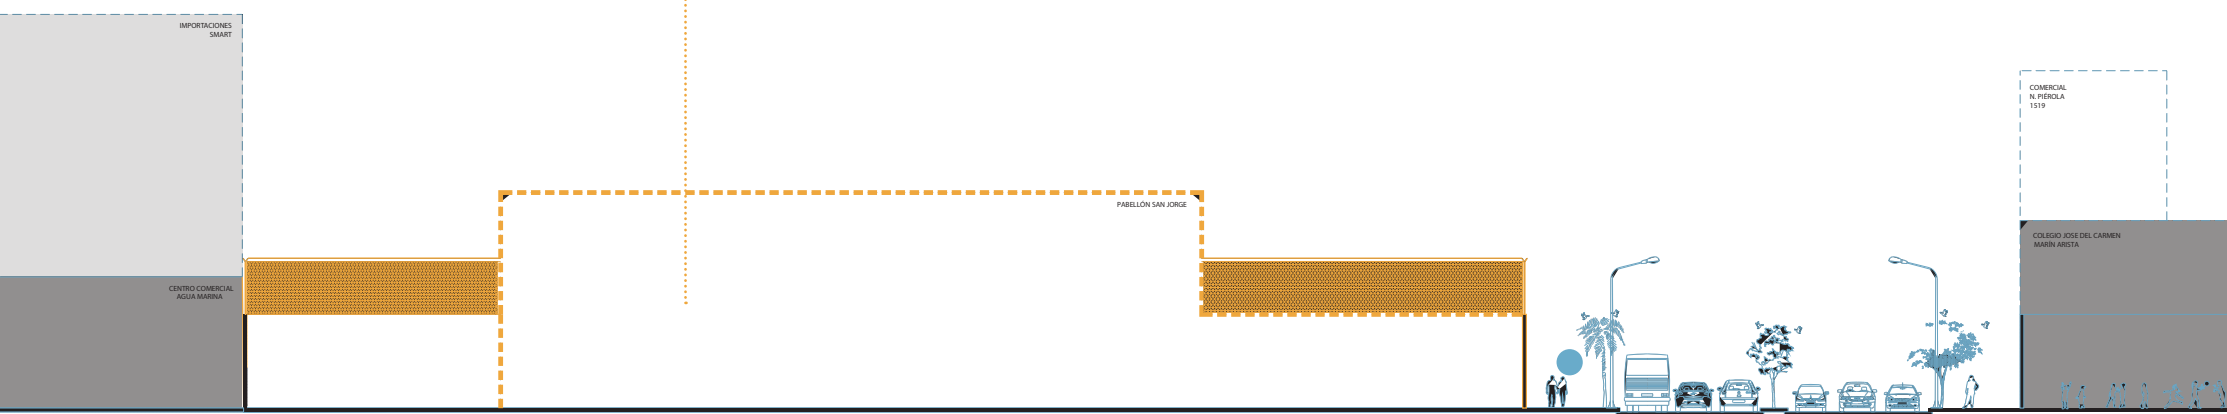 IMPORTACIONES
SMART
CENTRO COMERCIAL
AGUA MARINA
PABELLÓN SAN JORGE
COMERCIAL
N. PIÉROLA
1519
COLEGIO JOSE DEL CARMEN
MARÍN ARISTA